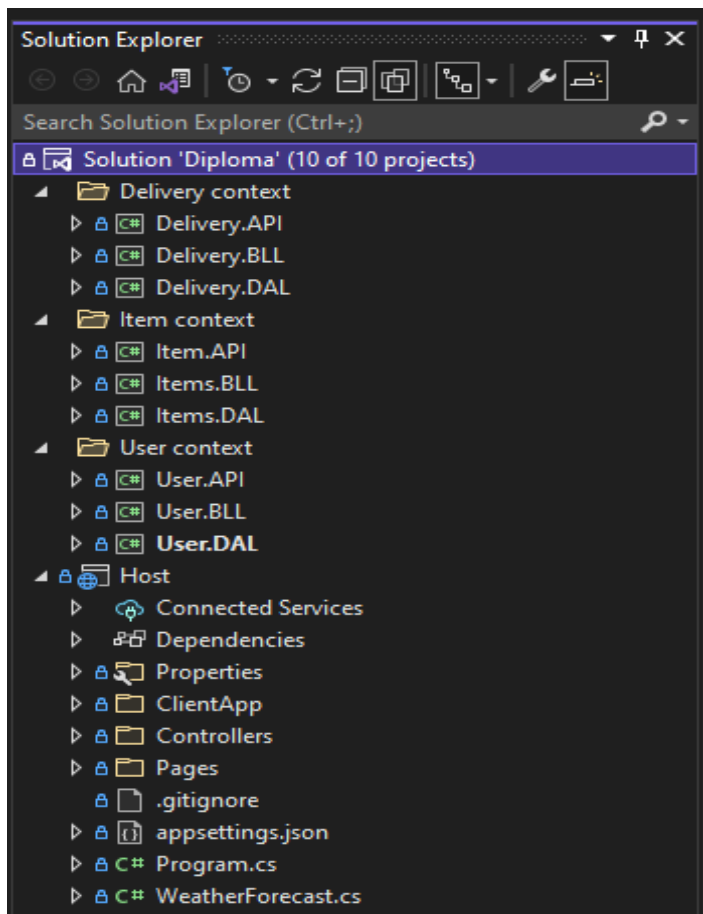 Solution Explorer
Search Solution Explorer (Ctrl+;)
Solution 'Diploma' (10 of 10 projects)
Delivery context
C# Delivery.API
C# Delivery.BLL
C# Delivery.DAL
Item context
C# Item.API
C# Items.BLL
C# Items.DAL
User context
C# User.API
C# User.BLL
C# User.DAL
Host
Connected Services
Dependencies
Properties
ClientApp
Controllers
Pages
.gitignore
appsettings.json
C# Program.cs
C# WeatherForecast.cs